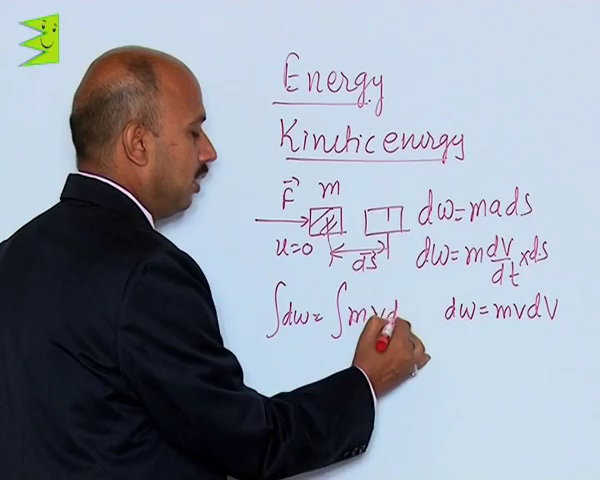 Energy
Kinetic energy
F m
dw = mads
u=0 ds
dw = m dv/dt × ds
∫dw = ∫mvd
dw = mvdv